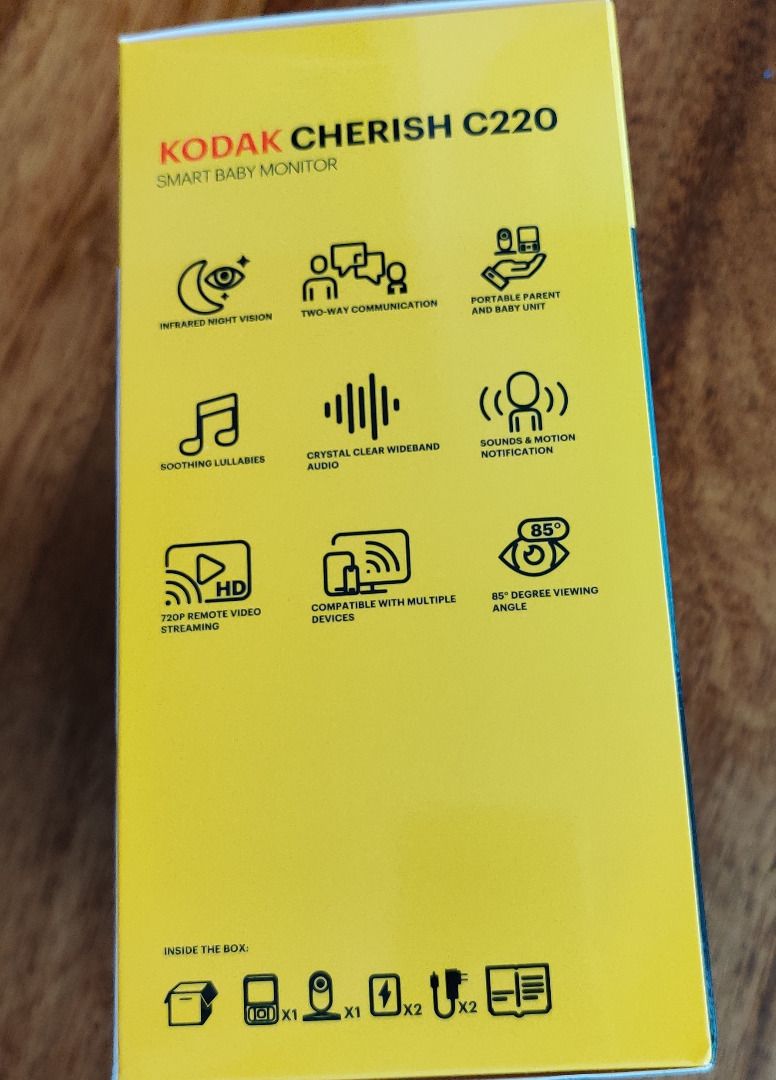 KODAK CHERISH C220
SMART BABY MONITOR
INFRARED NIGHT VISION
TWO-WAY COMMUNICATION
PORTABLE PARENT
AND BABY UNIT
SOOTHING LULLABIES
CRYSTAL CLEAR WIDEBAND
AUDIO
SOUNDS & MOTION
NOTIFICATION
HD
720P REMOTE VIDEO
STREAMING
COMPATIBLE WITH MULTIPLE
DEVICES
85°
85° DEGREE VIEWING
ANGLE
INSIDE THE BOX:
X1 X1 X2 X2